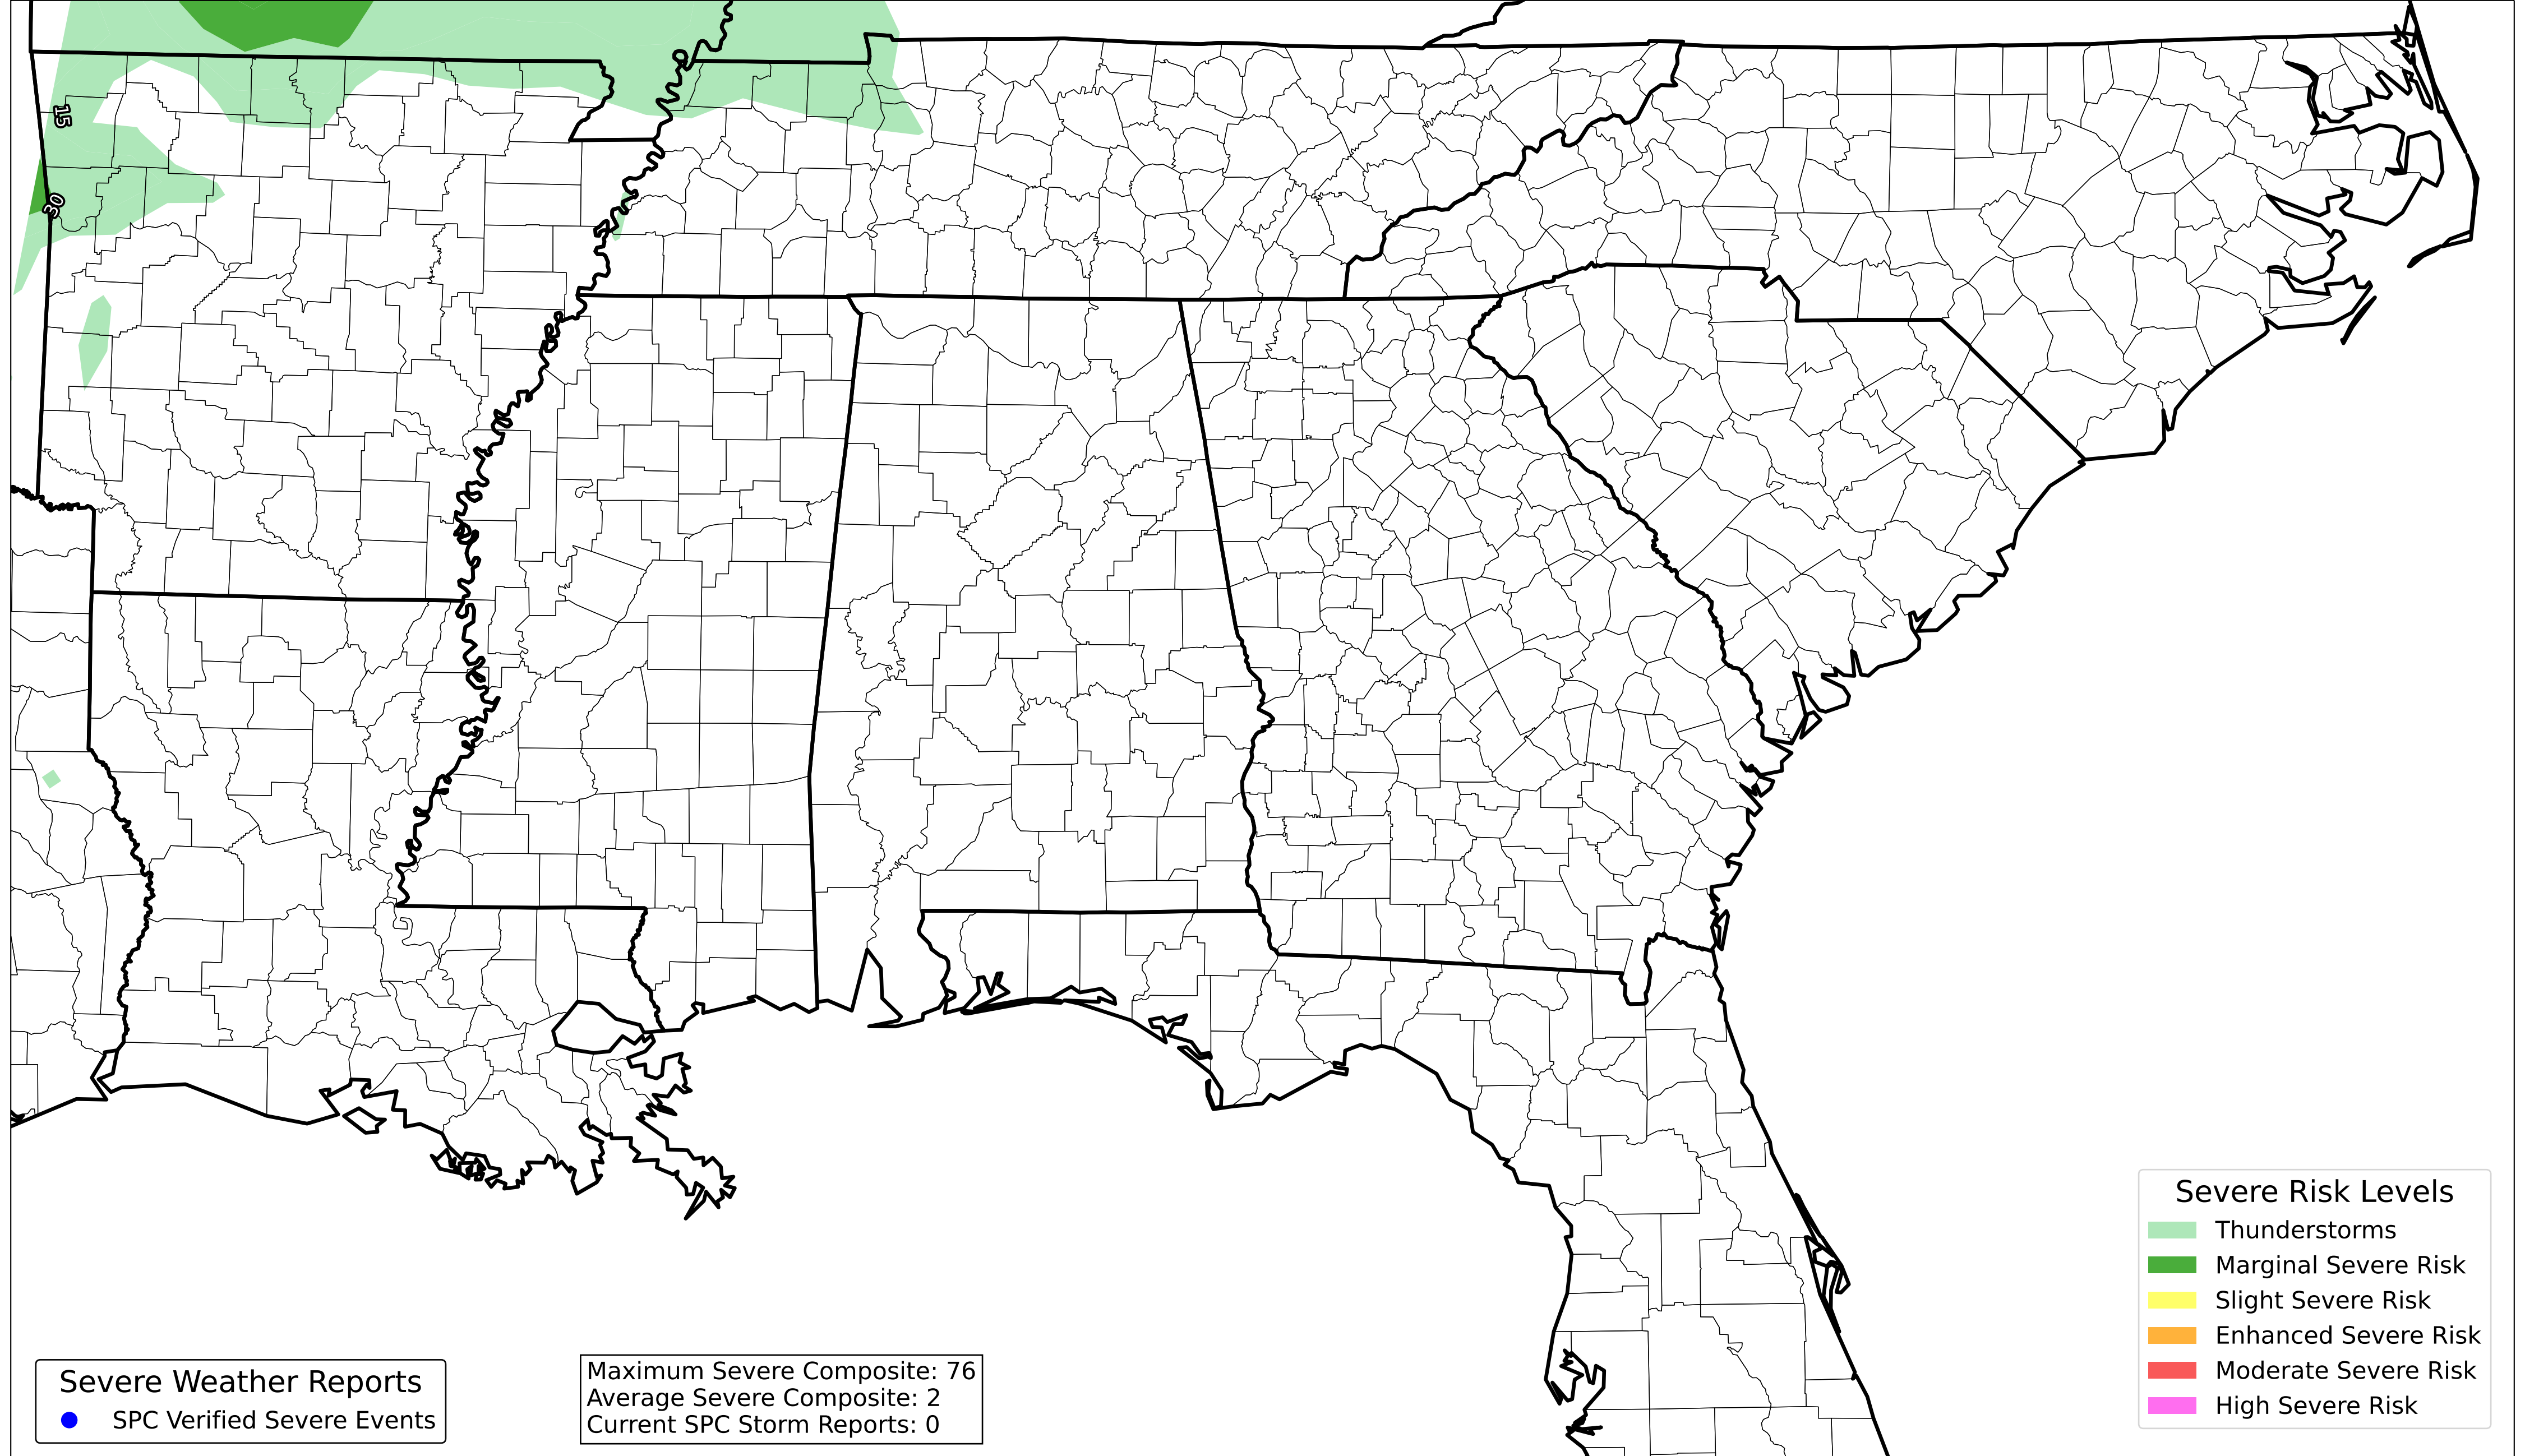 15
30
Severe Risk Levels
Thunderstorms
Marginal Severe Risk
Slight Severe Risk
Enhanced Severe Risk
Moderate Severe Risk
High Severe Risk
Severe Weather Reports
SPC Verified Severe Events
Maximum Severe Composite: 76
Average Severe Composite: 2
Current SPC Storm Reports: 0